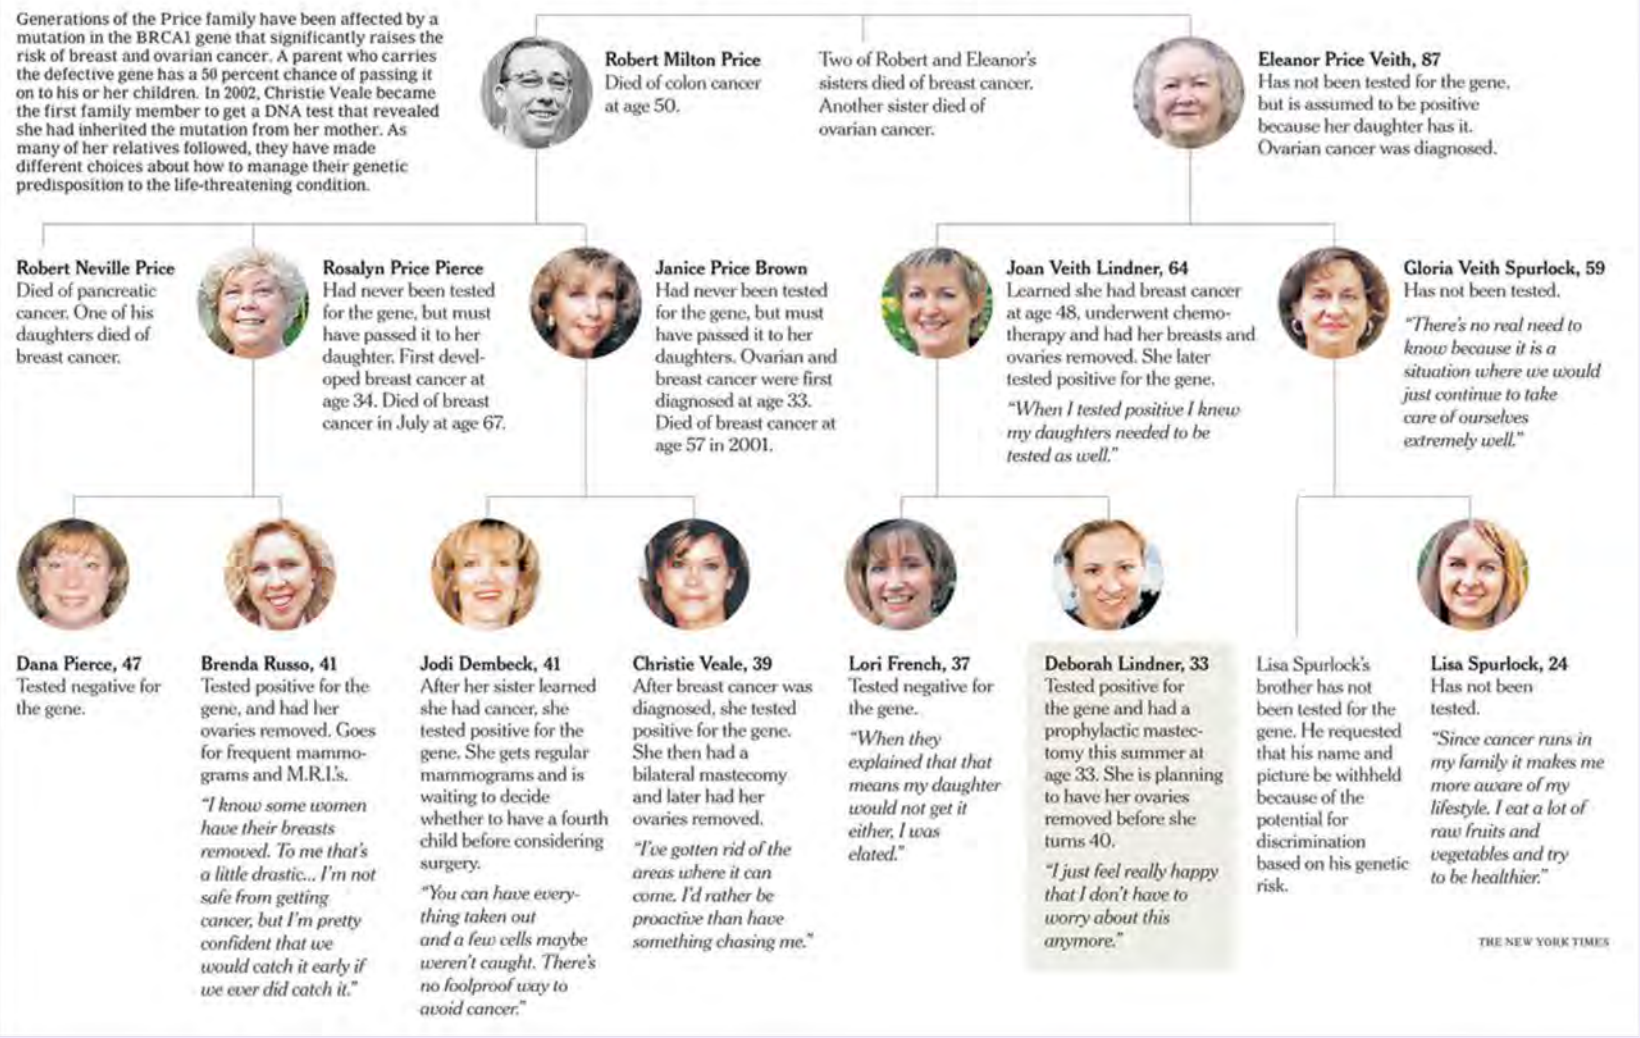 Generations of the Price family have been affected by a
mutation in the BRCA1 gene that significantly raises the
risk of breast and ovarian cancer. A parent who carries
the defective gene has a 50 percent chance of passing it
on to his or her children. In 2002, Christie Veale became
the first family member to get a DNA test that revealed
she had inherited the mutation from her mother. As
many of her relatives followed, they have made
different choices about how to manage their genetic
predisposition to the life-threatening condition.
Robert Milton Price
Died of colon cancer
at age 50.
Two of Robert and Eleanor's
sisters died of breast cancer.
Another sister died of
ovarian cancer.
Eleanor Price Veith, 87
Has not been tested for the gene,
but is assumed to be positive
because her daughter has it.
Ovarian cancer was diagnosed.
Robert Neville Price
Died of pancreatic
cancer. One of his
daughters died of
breast cancer.
Rosalyn Price Pierce
Had never been tested
for the gene, but must
have passed it to her
daughter. First devel-
oped breast cancer at
age 34. Died of breast
cancer in July at age 67.
Janice Price Brown
Had never been tested
for the gene, but must
have passed it to her
daughters. Ovarian and
breast cancer were first
diagnosed at age 33.
Died of breast cancer at
age 57 in 2001.
Joan Veith Lindner, 64
Learned she had breast cancer
at age 48, underwent chemo-
therapy and had her breasts and
ovaries removed. She later
tested positive for the gene.
"When I tested positive I knew
my daughters needed to be
tested as well."
Gloria Veith Spurlock, 59
Has not been tested.
"There's no real need to
know because it is a
situation where we would
just continue to take
care of ourselves
extremely well."
Dana Pierce, 47
Tested negative for
the gene.
Brenda Russo, 41
Tested positive for the
gene, and had her
ovaries removed. Goes
for frequent mammo-
grams and M.R.I.'s.
"I know some women
have their breasts
removed. To me that's
a little drastic... I'm not
safe from getting
cancer, but I'm pretty
confident that we
would catch it early if
we ever did catch it."
Jodi Dembeck, 41
After her sister learned
she had cancer, she
tested positive for the
gene. She gets regular
mammograms and is
waiting to decide
whether to have a fourth
child before considering
surgery.
"You can have every-
thing taken out
and a few cells maybe
weren't caught. There's
no foolproof way to
avoid cancer."
Christie Veale, 39
After breast cancer was
diagnosed, she tested
positive for the gene.
She then had a
bilateral mastecomy
and later had her
ovaries removed.
"I've gotten rid of the
areas where it can
come. I'd rather be
proactive than have
something chasing me."
Lori French, 37
Tested negative for
the gene.
"When they
explained that that
means my daughter
would not get it
either, I was
elated."
Deborah Lindner, 33
Tested positive for
the gene and had a
prophylactic mastec-
tomy this summer at
age 33. She is planning
to have her ovaries
removed before she
turns 40.
"I just feel really happy
that I don't have to
worry about this
anymore."
Lisa Spurlock's
brother has not
been tested for the
gene. He requested
that his name and
picture be withheld
because of the
potential for
discrimination
based on his genetic
risk.
Lisa Spurlock, 24
Has not been
tested.
"Since cancer runs in
my family it makes me
more aware of my
lifestyle. I eat a lot of
raw fruits and
vegetables and try
to be healthier."
THE NEW YORK TIMES